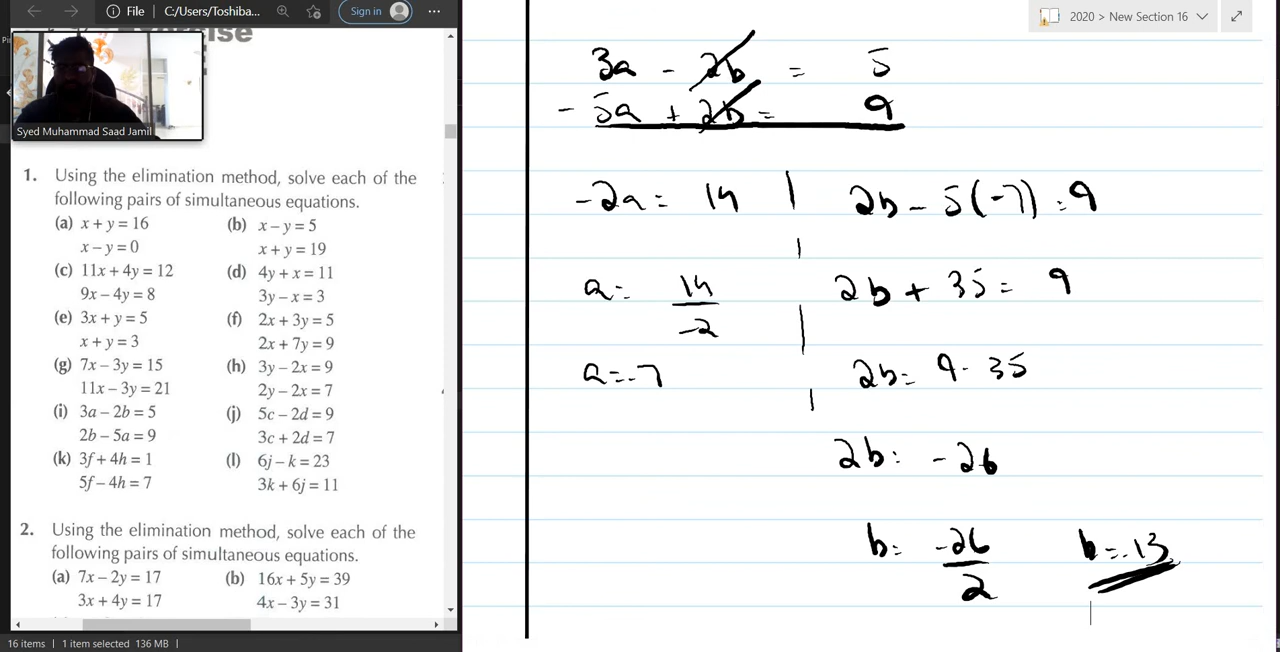 File C:/Users/Toshiba... Sign in ...
2020 > New Section 16
Syed Muhammad Saad Jamil
1. Using the elimination method, solve each of the
following pairs of simultaneous equations.
(a) x + y = 16 (b) x – y = 5
x – y = 0 x + y = 19
(c) 11x + 4y = 12 (d) 4y + x = 11
9x – 4y = 8 3y – x = 3
(e) 3x + y = 5 (f) 2x + 3y = 5
x + y = 3 2x + 7y = 9
(g) 7x – 3y = 15 (h) 3y – 2x = 9
11x – 3y = 21 2y – 2x = 7
(i) 3a – 2b = 5 (j) 5c – 2d = 9
2b – 5a = 9 3c + 2d = 7
(k) 3f + 4h = 1 (l) 6j – k = 23
5f – 4h = 7 3k + 6j = 11
2. Using the elimination method, solve each of the
following pairs of simultaneous equations.
(a) 7x – 2y = 17 (b) 16x + 5y = 39
3x + 4y = 17 4x – 3y = 31
16 items | 1 item selected 136 MB |
3a - 2b = 5
- 5a + 2b = 9
-2a = 14
a = 14
-2
a = -7
2b - 5(-7) = 9
2b + 35 = 9
2b = 9 - 35
2b = -26
b = -26
2
b = -13